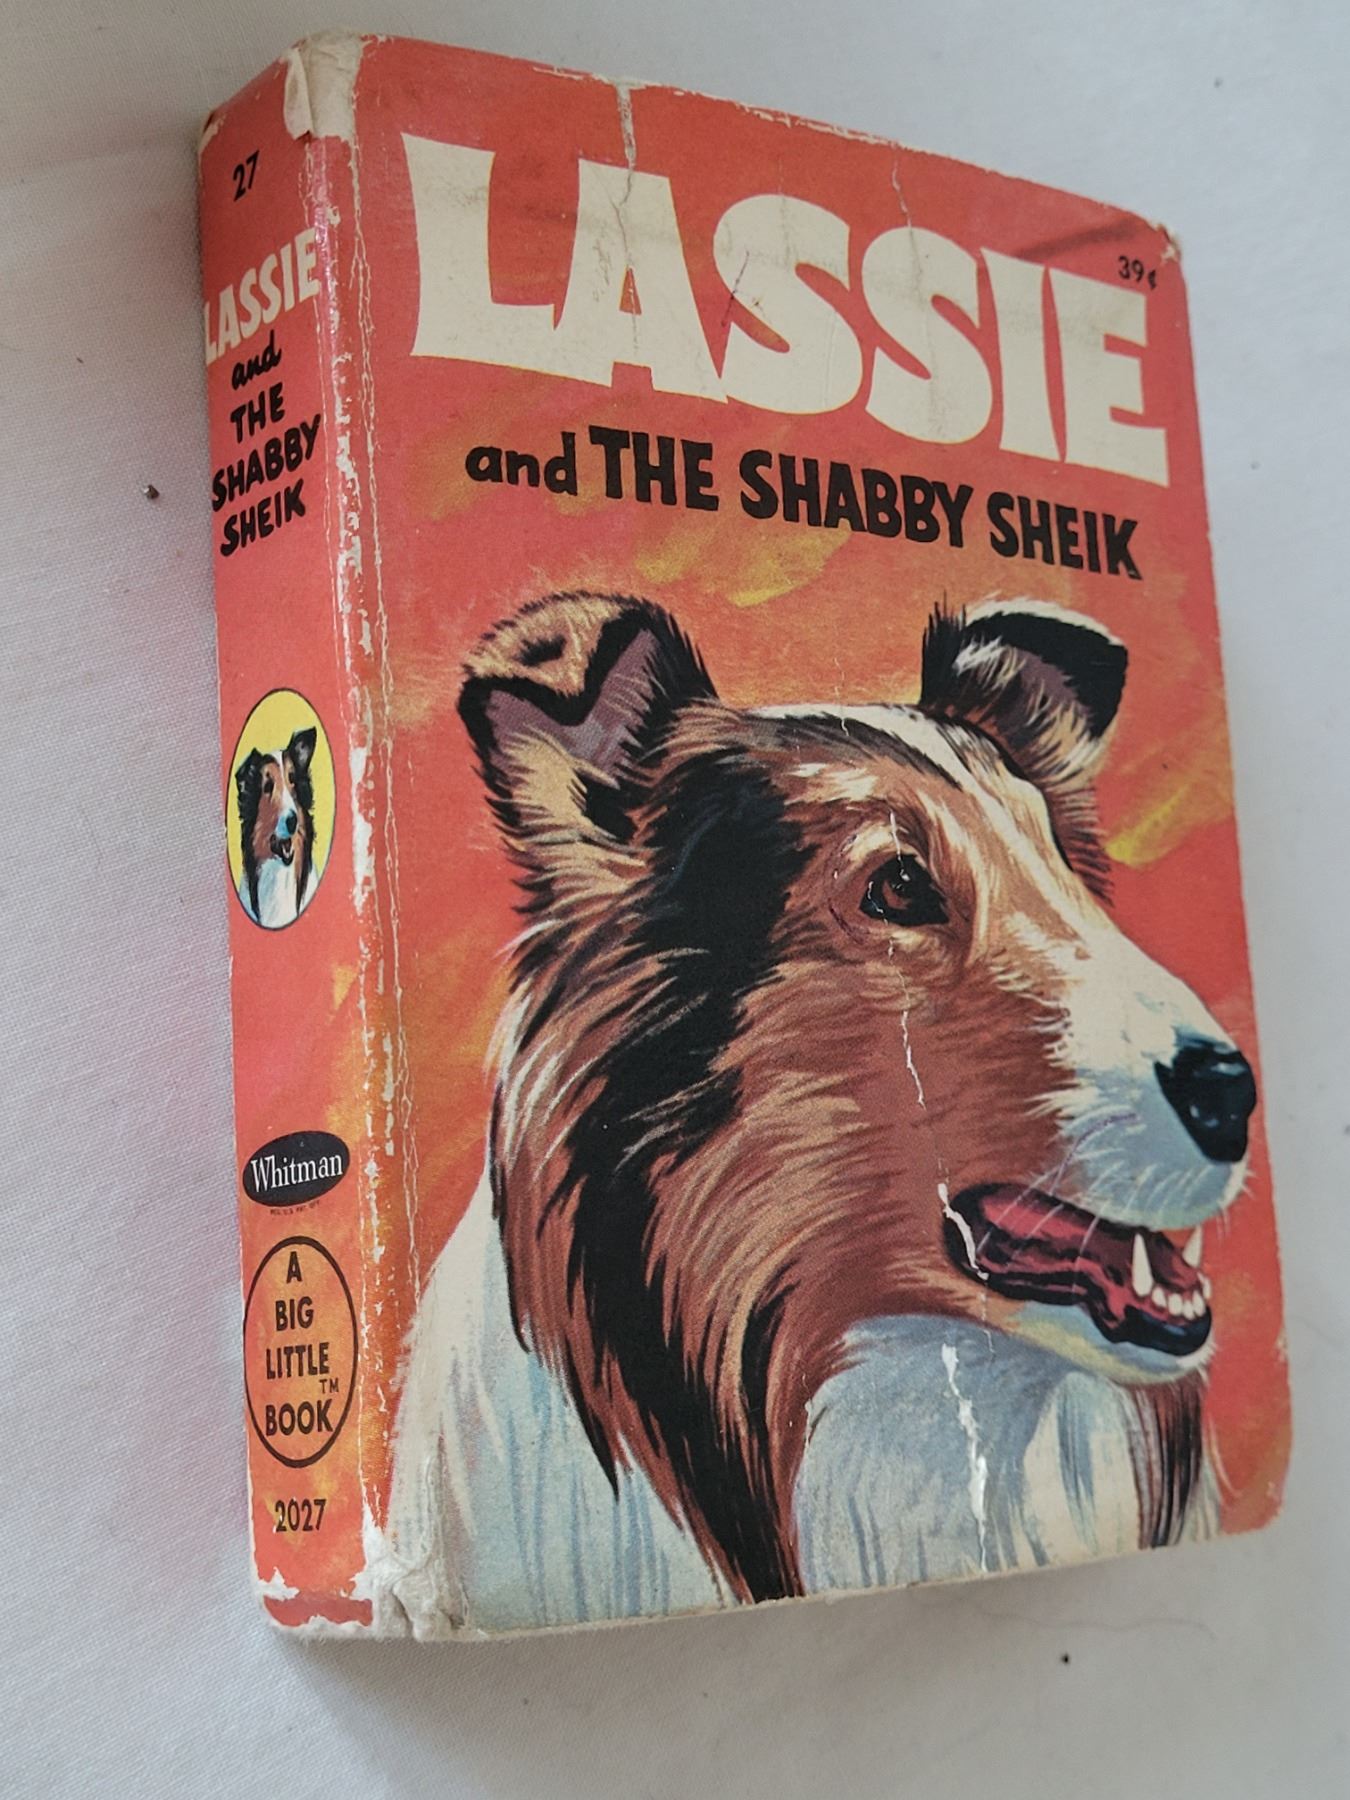 27
LASSIE
and
THE
SHABBY
SHEIK
Whitman
A
BIG
LITTLE
TM
BOOK
2027
LASSIE
39¢
and THE SHABBY SHEIK